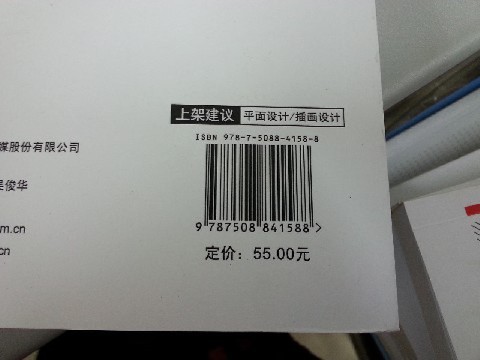 上架建议 平面设计/插画设计
ISBN 978-7-5088-4158-8
媒股份有限公司
俊华
9 787508 841588 >
m.cn
cn
定价：55.00元